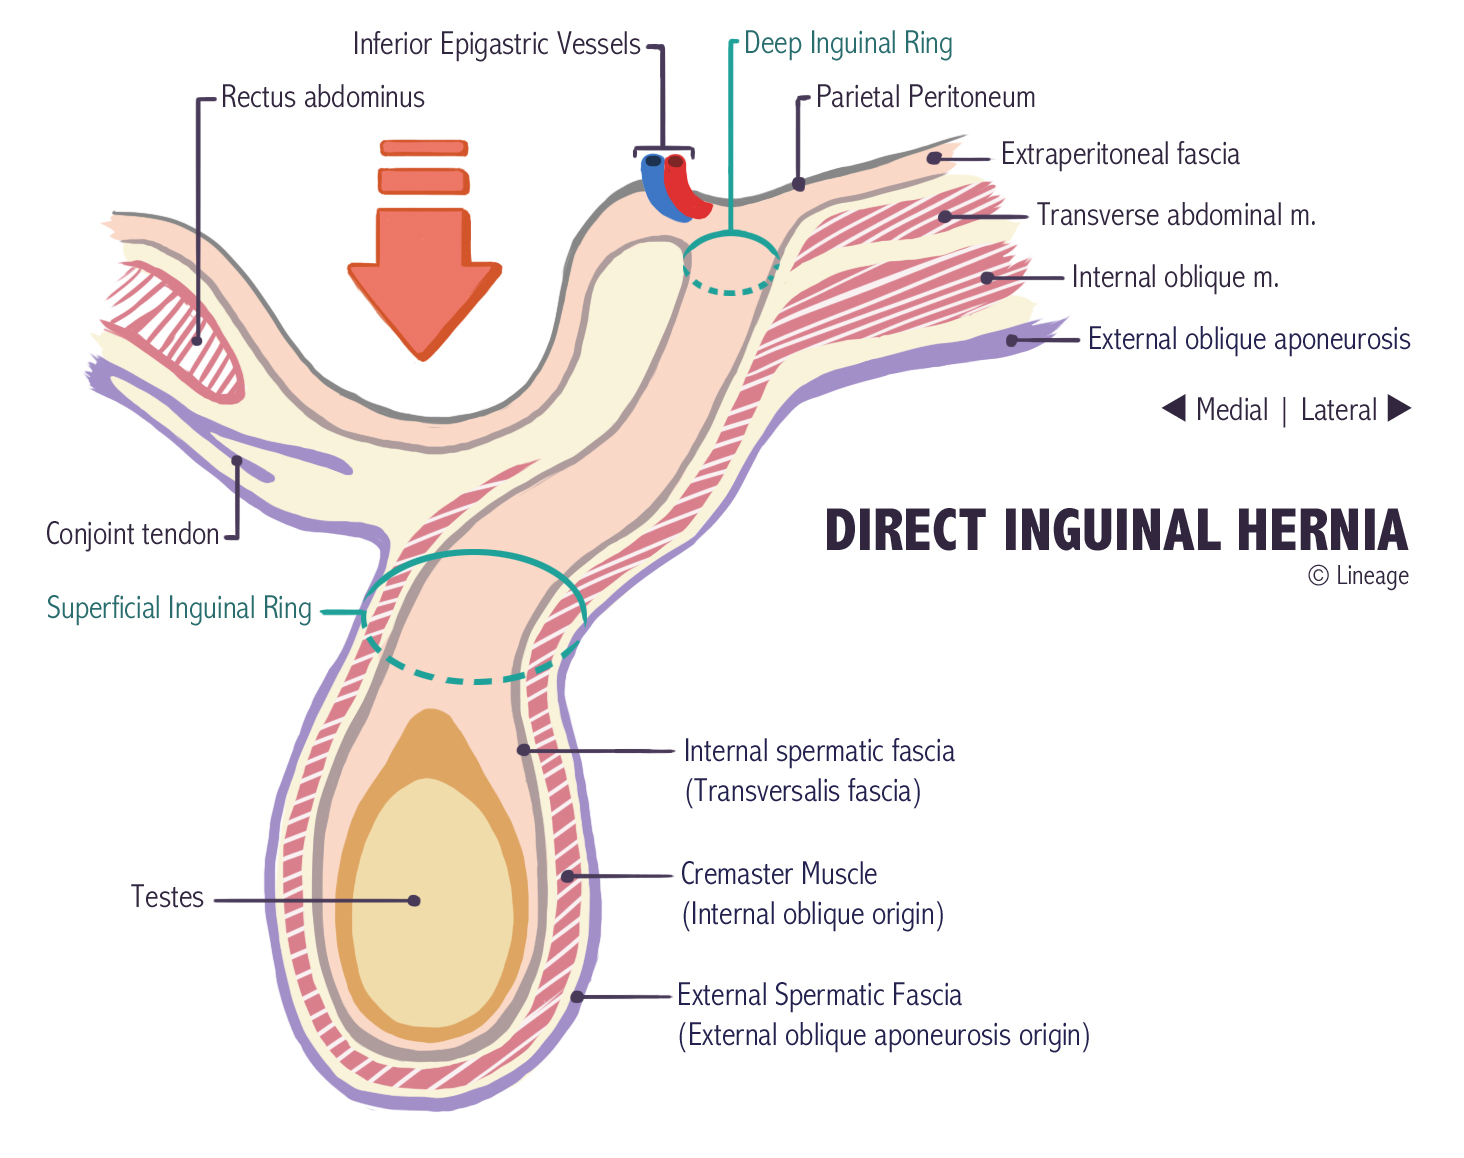 Inferior Epigastric Vessels
Deep Inguinal Ring
Rectus abdominus
Parietal Peritoneum
Extraperitoneal fascia
Transverse abdominal m.
Internal oblique m.
External oblique aponeurosis
◀ Medial | Lateral ▶
DIRECT INGUINAL HERNIA
© Lineage
Conjoint tendon
Superficial Inguinal Ring
Internal spermatic fascia
(Transversalis fascia)
Cremaster Muscle
(Internal oblique origin)
Testes
External Spermatic Fascia
(External oblique aponeurosis origin)